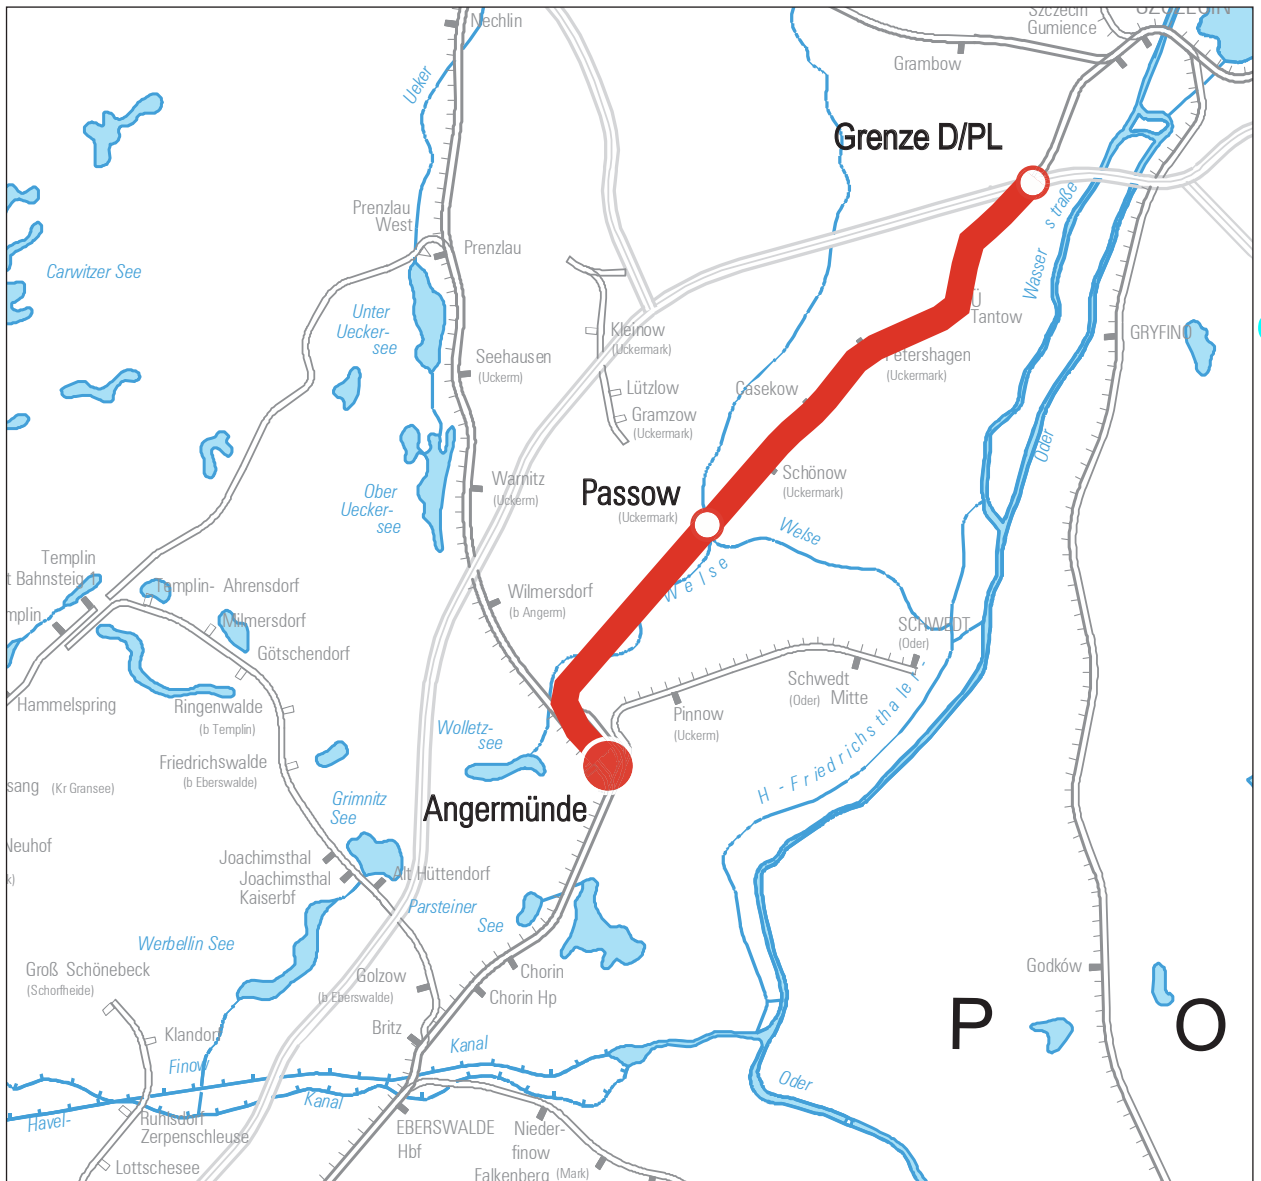 Nechlin
Szczecin
Gumience
SZCZECIN
Grambow
Ueker
Grenze D/PL
Prenzlau
West
Prenzlau
Carwitzer See
Wasser straße
Unter
Uecker-
see
Ü
Tantow
Kleinow
(Uckermark)
GRYFINO
Seehausen
(Uckerm)
Petershagen
(Uckermark)
Lützlow
Casekow
Gramzow
(Uckermark)
Oder
Warnitz
(Uckerm)
Ober
Uecker-
see
Schönow
(Uckermark)
Passow
(Uckermark)
Welse
Templin
t Bahnsteig 1
Templin- Ahrensdorf
Welse
Wilmersdorf
(b Angerm)
mplin
Milmersdorf
SCHWEDT
(Oder)
Götschendorf
Schwedt
(Oder) Mitte
Hammelspring
Ringenwalde
(b Templin)
Pinnow
(Uckerm)
Wolletz-
see
H - Friedrichsthaler -
Friedrichswalde
(b Eberswalde)
sang (Kr Gransee)
Grimnitz
See
Angermünde
Neuhof
k)
Joachimsthal
Joachimsthal
Kaiserbf
Alt Hüttendorf
Parsteiner
See
Werbellin See
Groß Schönebeck
(Schorfheide)
Golzow
(b Eberswalde)
Chorin
Chorin Hp
Godków
P O
Klandorf
Britz
Kanal
Finow
Oder
Kanal
Havel-
Ruhlsdorf
Zerpenschleuse
EBERSWALDE
Hbf
Nieder-
finow
Lottschesee
Falkenberg (Mark)